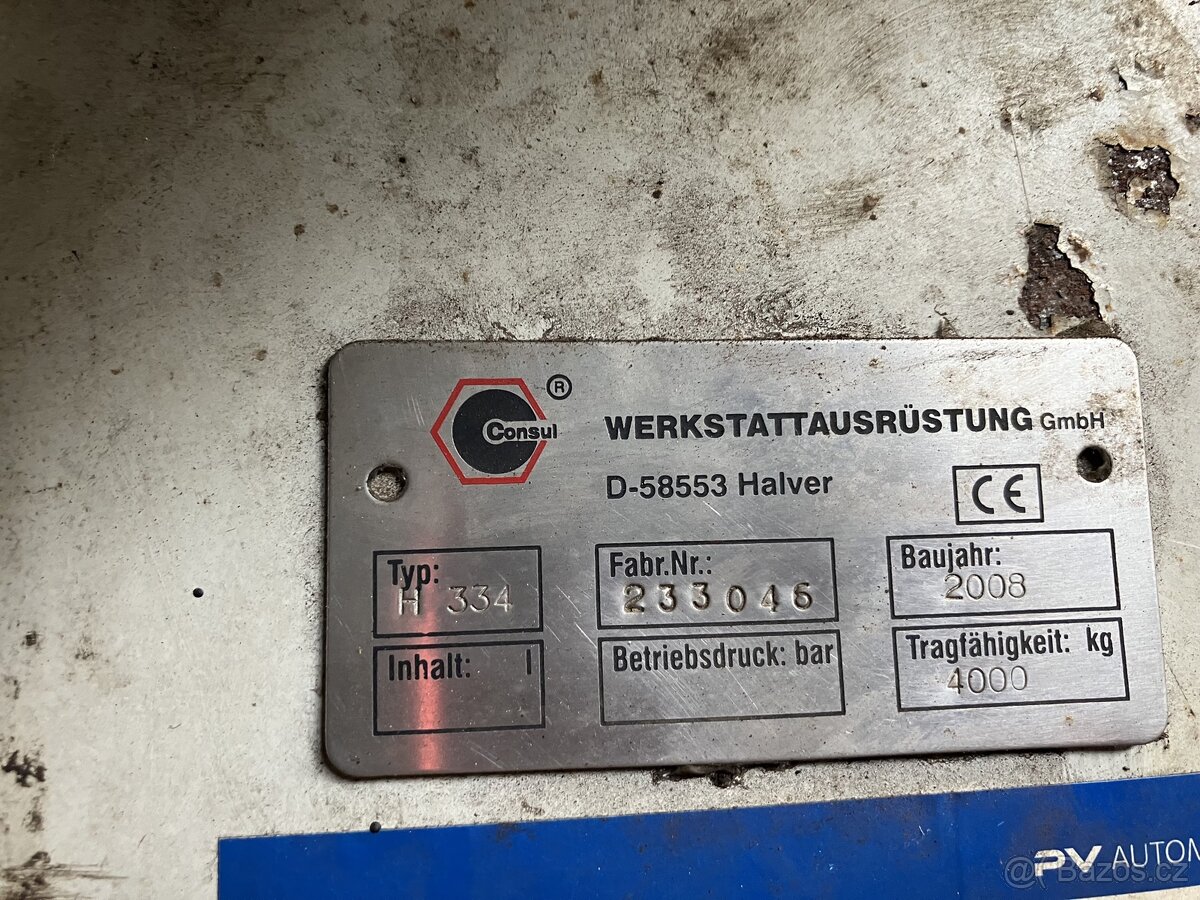 Consul ®
WERKSTATTAUSRÜSTUNG GmbH
D-58553 Halver
CE
Typ:
H 334
Fabr.Nr.:
233046
Baujahr:
2008
Inhalt: l
Betriebsdruck: bar
Tragfähigkeit: kg
4000
PV AUTOM
@ Bazos.cz